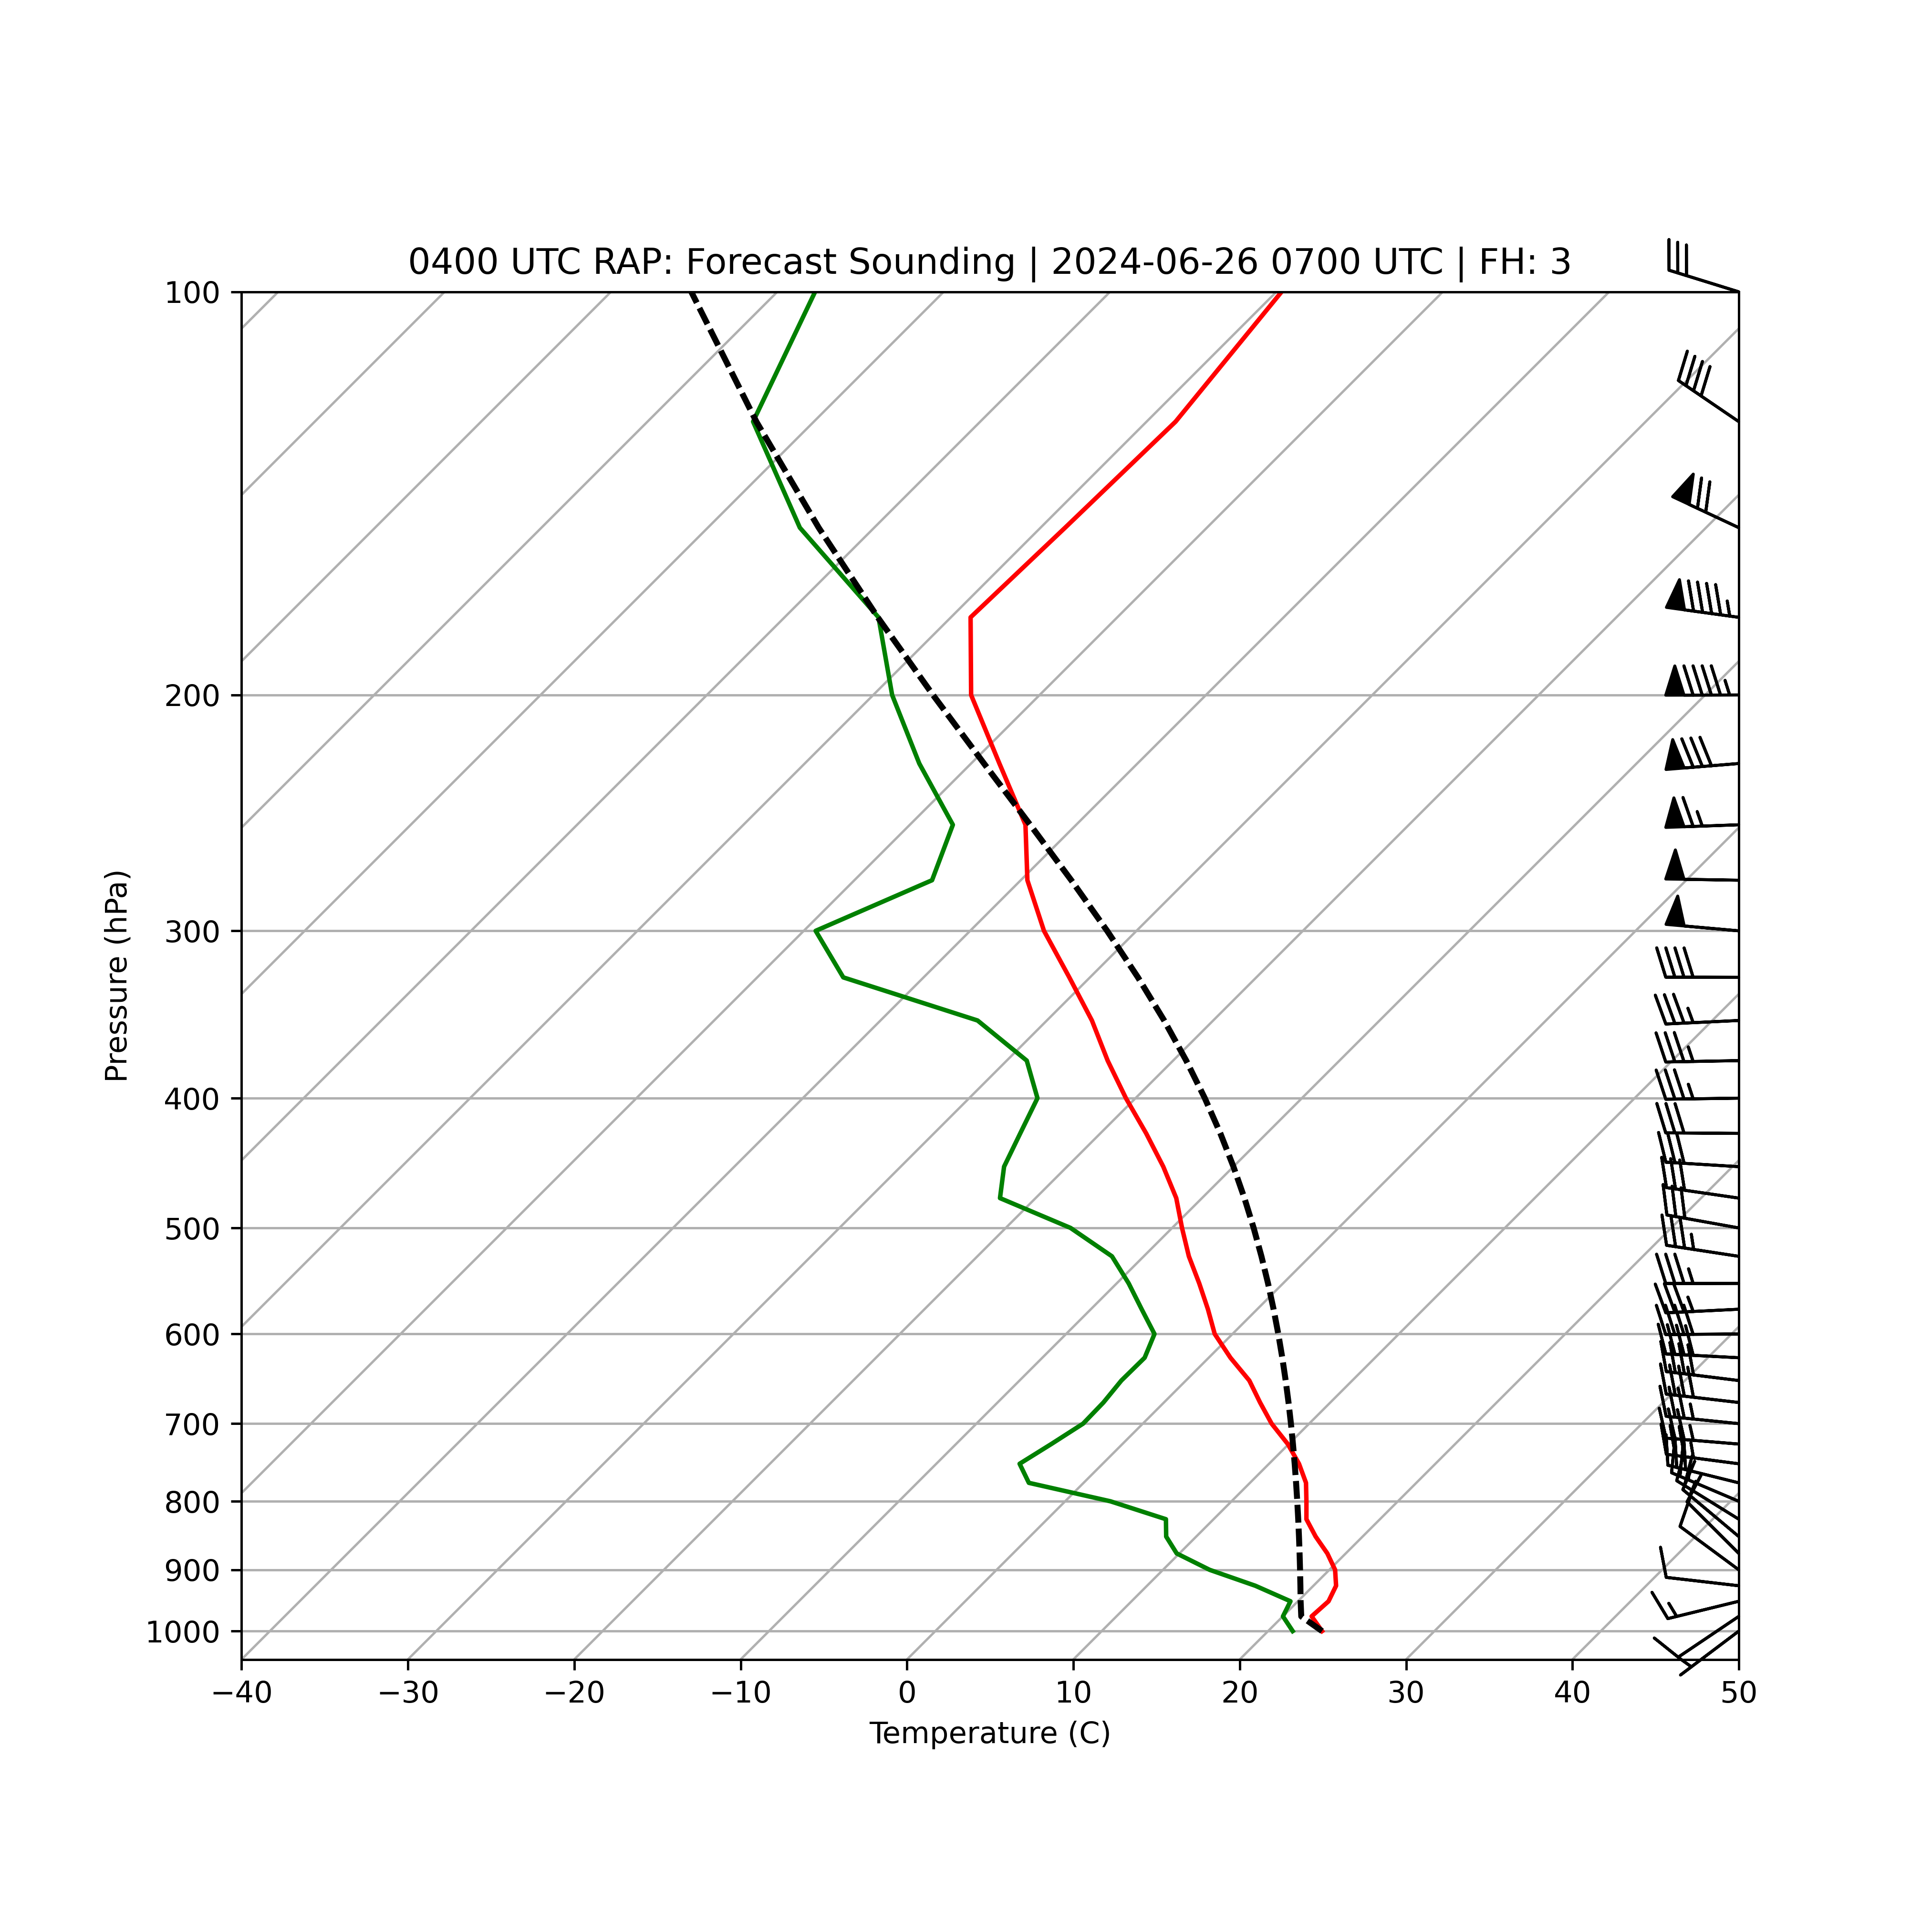 0400 UTC RAP: Forecast Sounding | 2024-06-26 0700 UTC | FH: 3
100
200
300
400
500
600
700
800
900
1000
Pressure (hPa)
−40 −30 −20 −10 0 10 20 30 40 50
Temperature (C)